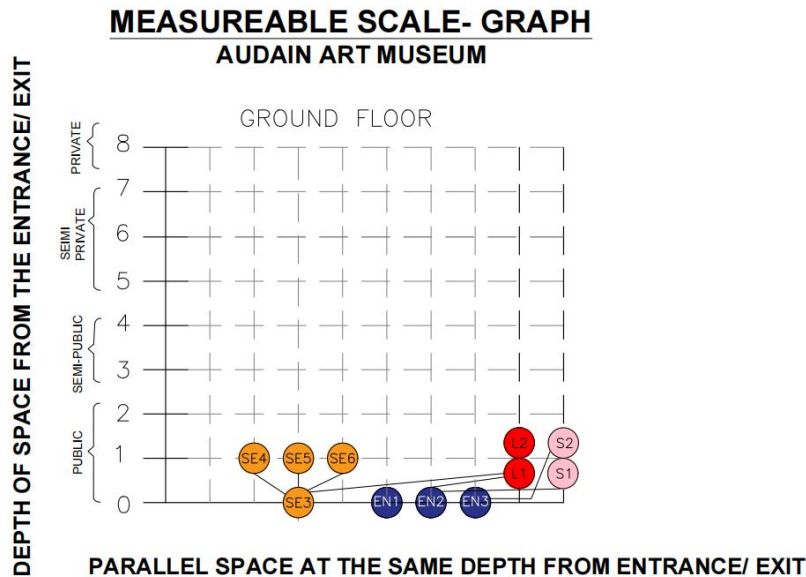 MEASUREABLE SCALE- GRAPH
AUDAIN ART MUSEUM
DEPTH OF SPACE FROM THE ENTRANCE/ EXIT
GROUND FLOOR
PRIVATE
8
7
SEIMI
PRIVATE
6
5
SEMI-PUBLIC
4
3
PUBLIC
2
L2 S2
1
SE4 SE5 SE6
L1 S1
0
SE3 EN1 EN2 EN3
PARALLEL SPACE AT THE SAME DEPTH FROM ENTRANCE/ EXIT